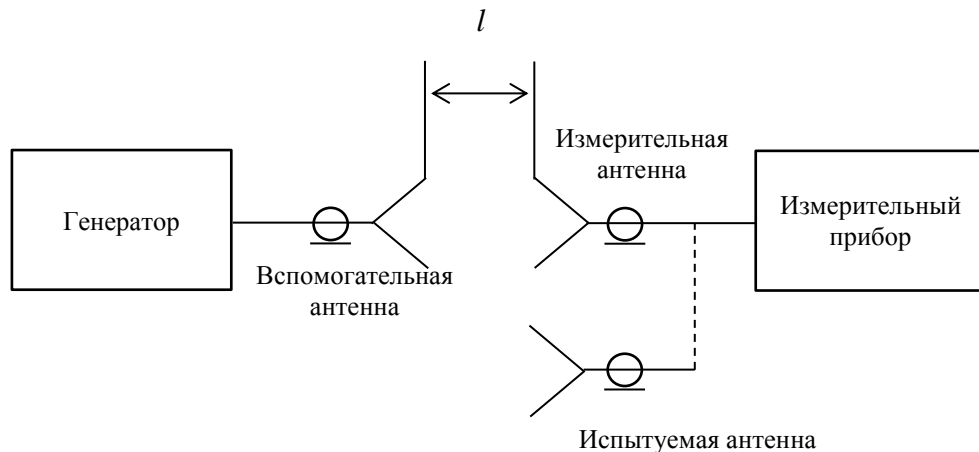 l
Измерительная
антенна
Генератор
Измерительный
прибор
Вспомогательная
антенна
Испытуемая антенна